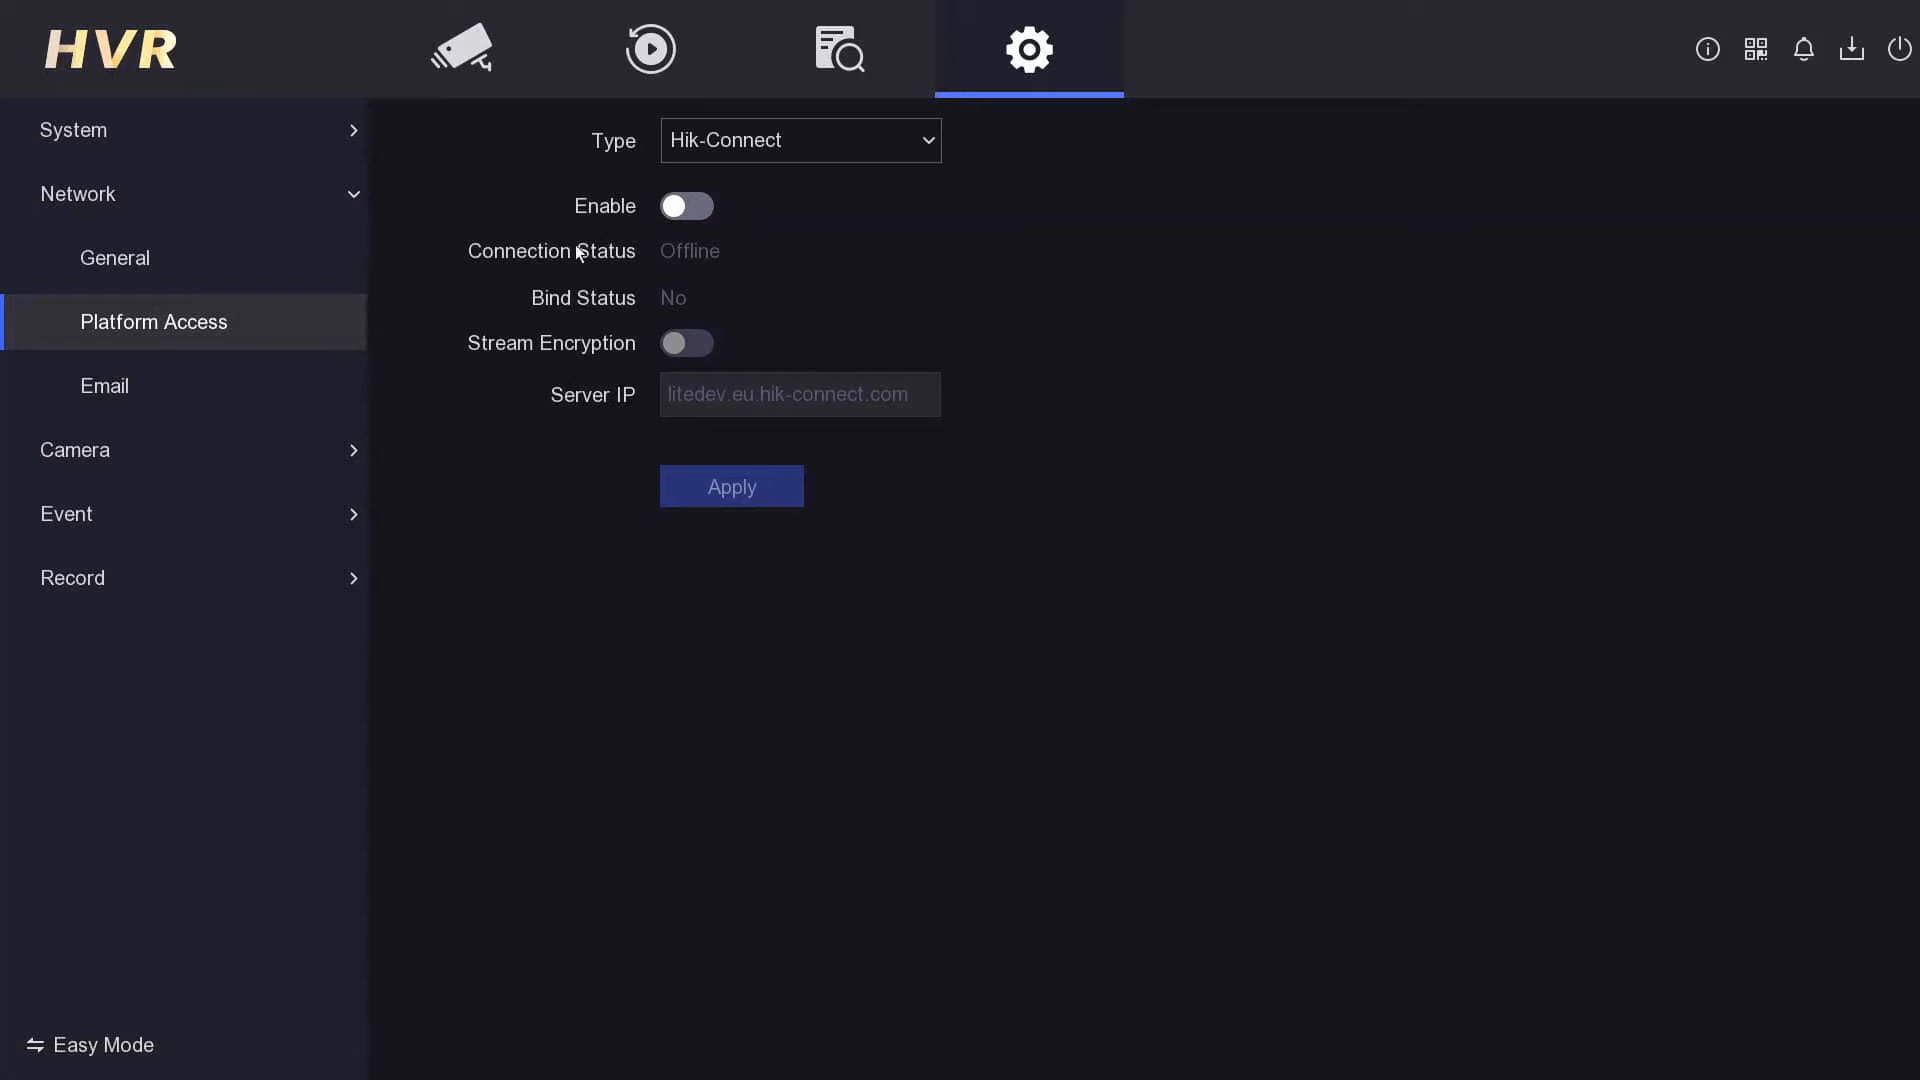 HVR
System
Network
General
Platform Access
Email
Camera
Event
Record
Easy Mode
Type Hik-Connect
Enable
Connection Status Offline
Bind Status No
Stream Encryption
Server IP litedev.eu.hik-connect.com
Apply